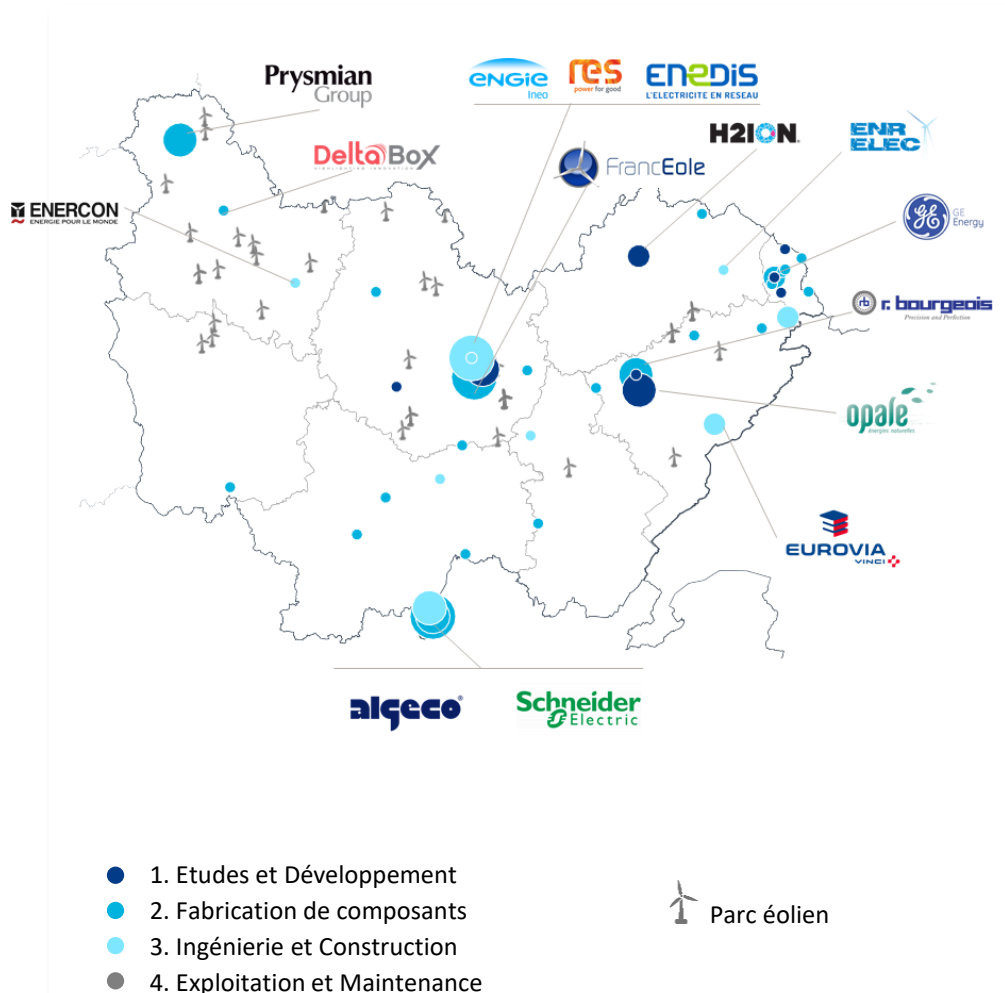 Prysmian
Group
ENGIE
Ineo
res
power for good
ENEDIS
L'ELECTRICITE EN RESEAU
H2ION
ENR
ELEC
DeltaBox
FrancEole
ENERCON
ENERGIE POUR LE MONDE
GE
Energy
rb
r. bourgeois
Precision and Perfection
opale
énergies naturelles
EUROVIA
VINCI
algeco
Schneider
Electric
1. Etudes et Développement
2. Fabrication de composants
3. Ingénierie et Construction
4. Exploitation et Maintenance
Parc éolien